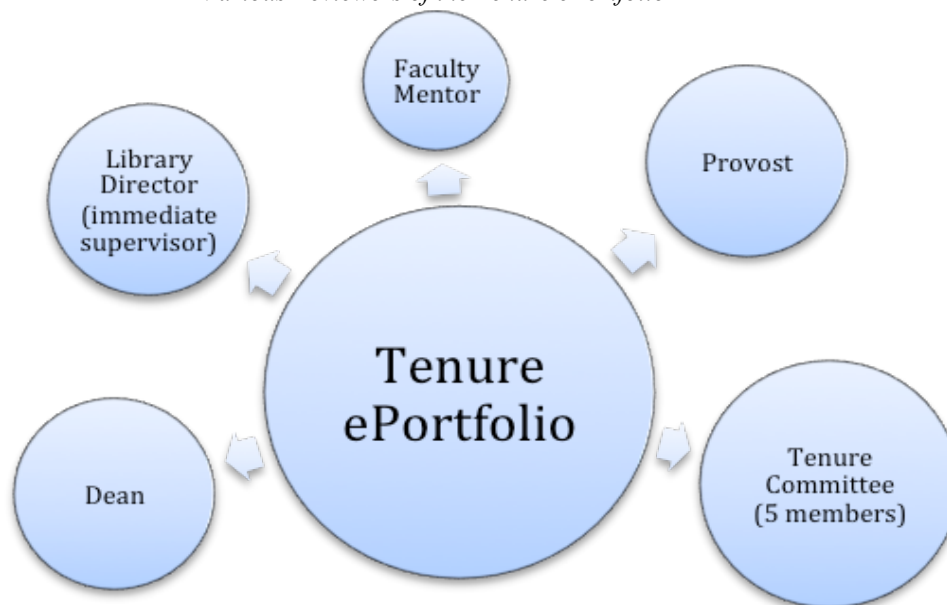 Faculty
Mentor
Library
Director
(immediate
supervisor)
Provost
Tenure
ePortfolio
Dean
Tenure
Committee
(5 members)